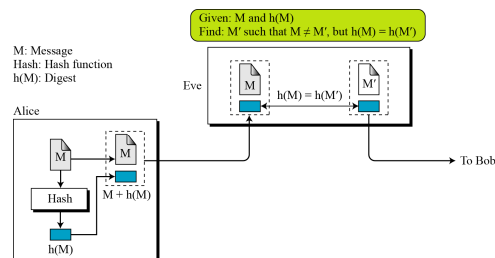 Given: M and h(M)
Find: M′ such that M ≠ M′, but h(M) = h(M′)
M: Message
Hash: Hash function
h(M): Digest
Eve
M
h(M) = h(M′)
M′
Alice
M
M
To Bob
Hash
M + h(M)
h(M)